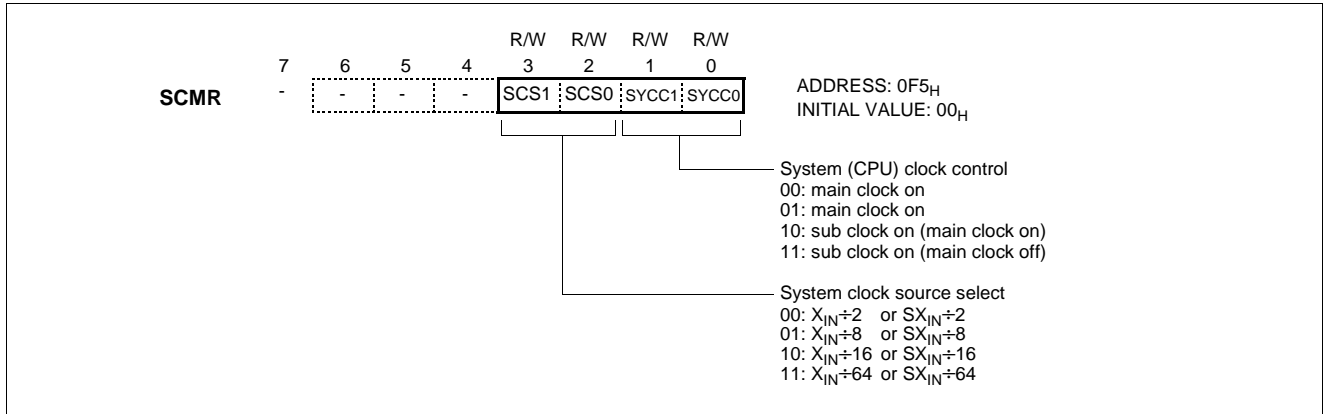 R/W R/W R/W R/W
7 6 5 4 3 2 1 0
SCMR - - - - SCS1 SCS0 SYCC1 SYCC0
ADDRESS: 0F5H
INITIAL VALUE: 00H
System (CPU) clock control
00: main clock on
01: main clock on
10: sub clock on (main clock on)
11: sub clock on (main clock off)
System clock source select
00: XIN÷2 or SXIN÷2
01: XIN÷8 or SXIN÷8
10: XIN÷16 or SXIN÷16
11: XIN÷64 or SXIN÷64